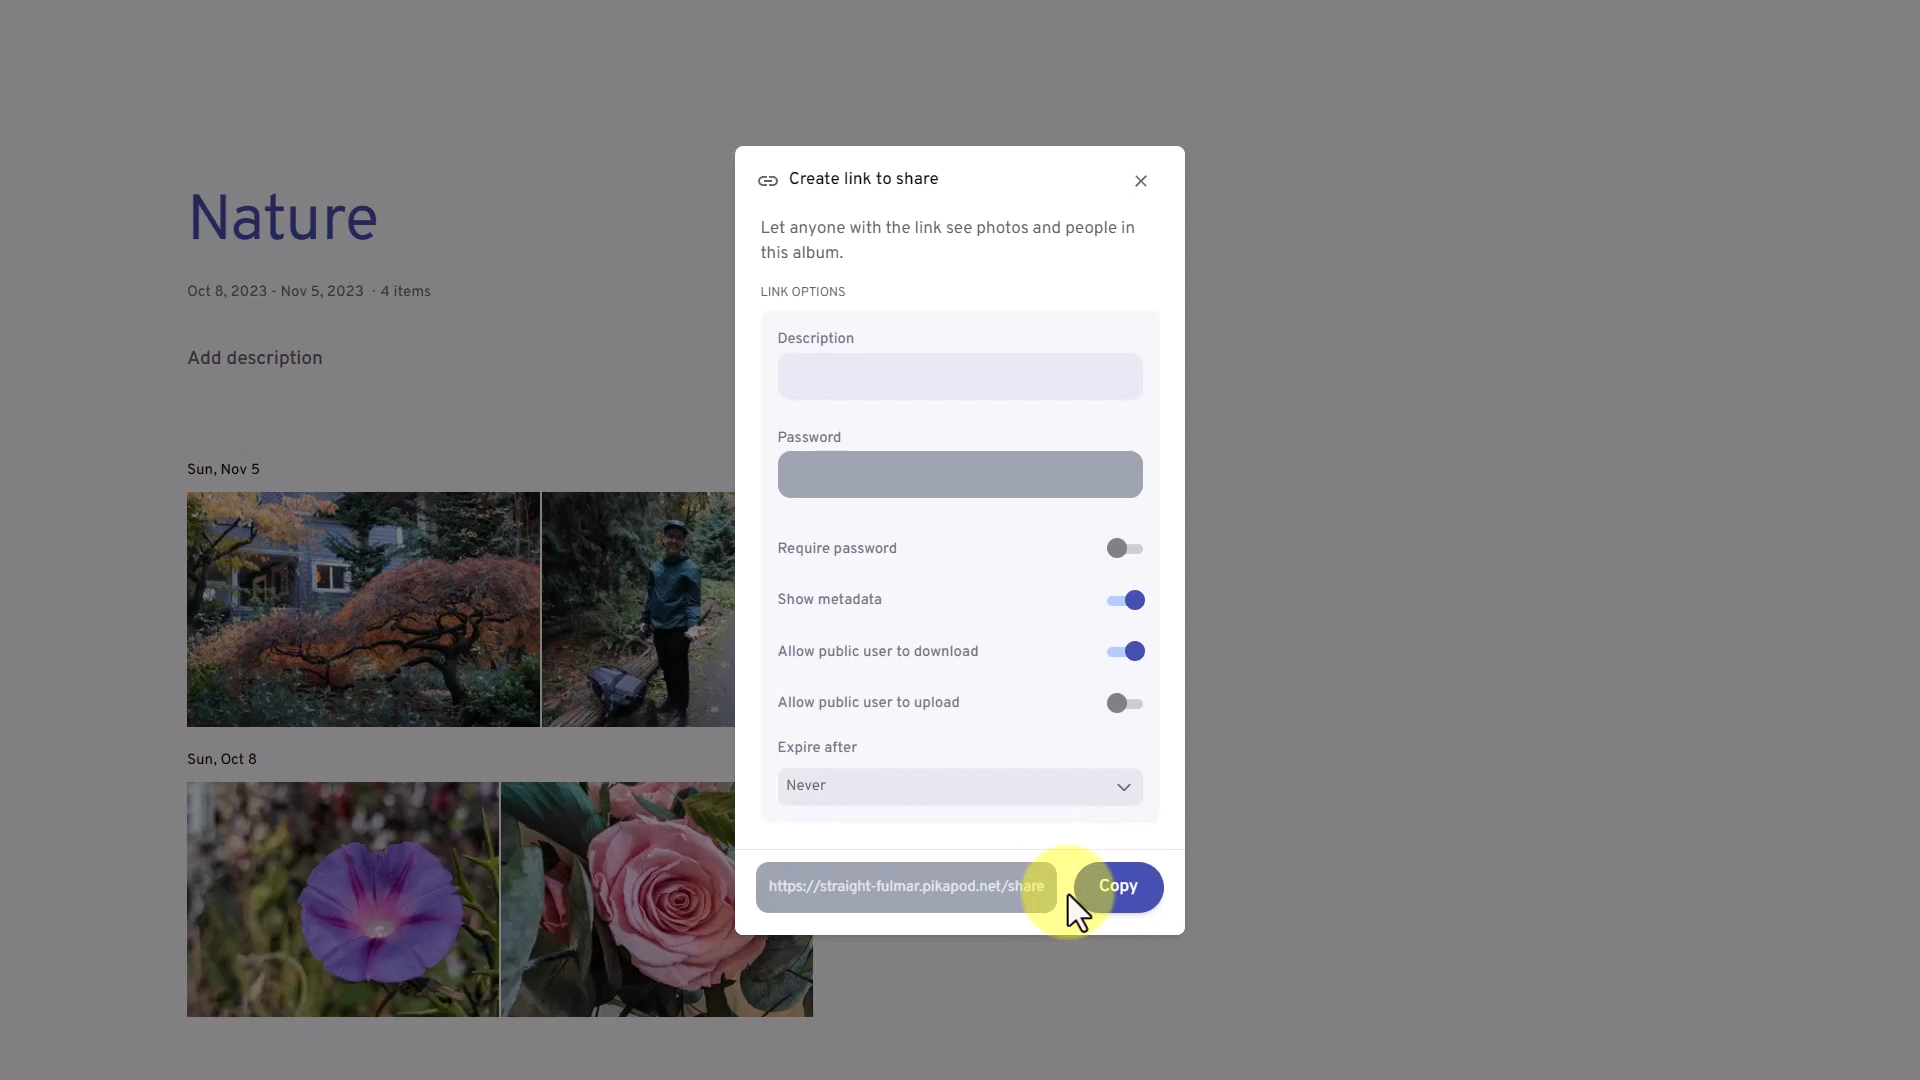 Nature
Oct 8, 2023 - Nov 5, 2023 · 4 items
Add description
Sun, Nov 5
Sun, Oct 8
Create link to share
Let anyone with the link see photos and people in
this album.
LINK OPTIONS
Description
Password
Require password
Show metadata
Allow public user to download
Allow public user to upload
Expire after
Never
https://straight-fulmar.pikapod.net/share
Copy